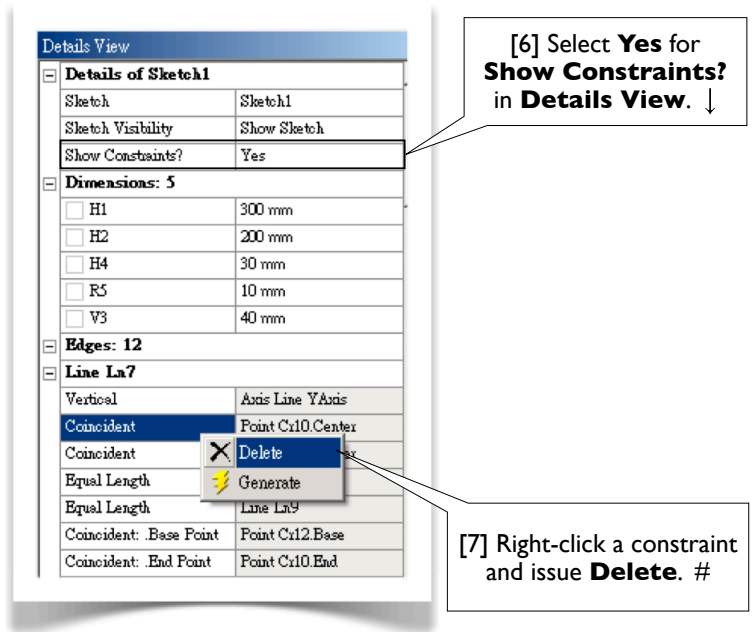 Details View
Details of Sketch1
Sketch Sketch1
Sketch Visibility Show Sketch
Show Constraints? Yes
Dimensions: 5
H1 300 mm
H2 200 mm
H4 30 mm
R5 10 mm
V3 40 mm
Edges: 12
Line Ln7
Vertical Axis Line YAxis
Coincident Point Cr10.Center
Coincident
Delete
Equal Length
Generate
Equal Length Line Ln9
Coincident: .Base Point Point Cr12.Base
Coincident: .End Point Point Cr10.End
[6] Select Yes for
Show Constraints?
in Details View. ↓
[7] Right-click a constraint
and issue Delete. #